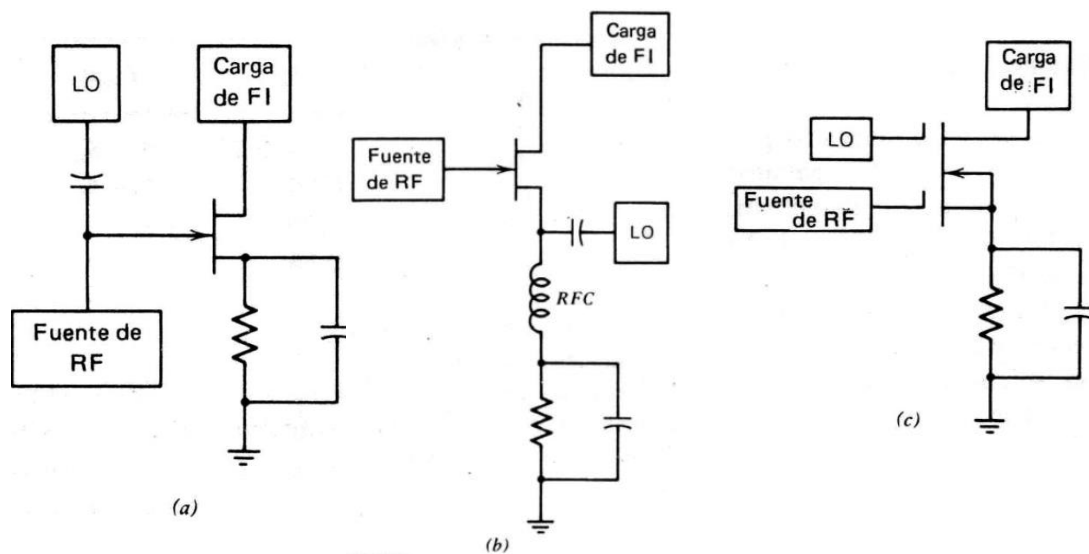 LO
Carga
de FI
Fuente de
RF
(a)
Carga
de FI
Fuente
de RF
LO
RFC
(b)
Carga
de FI
LO
Fuente
de RF
(c)